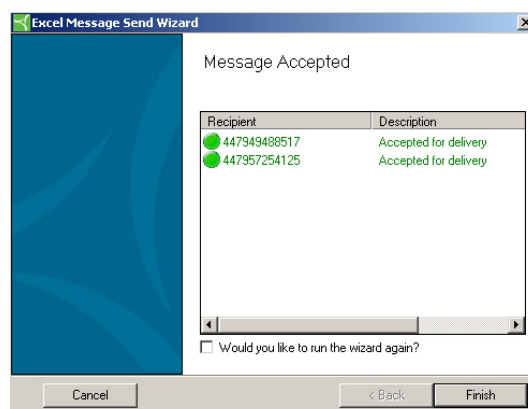 Excel Message Send Wizard
Message Accepted
Recipient Description
447949488517 Accepted for delivery
447957254125 Accepted for delivery
Would you like to run the wizard again?
Cancel < Back Finish